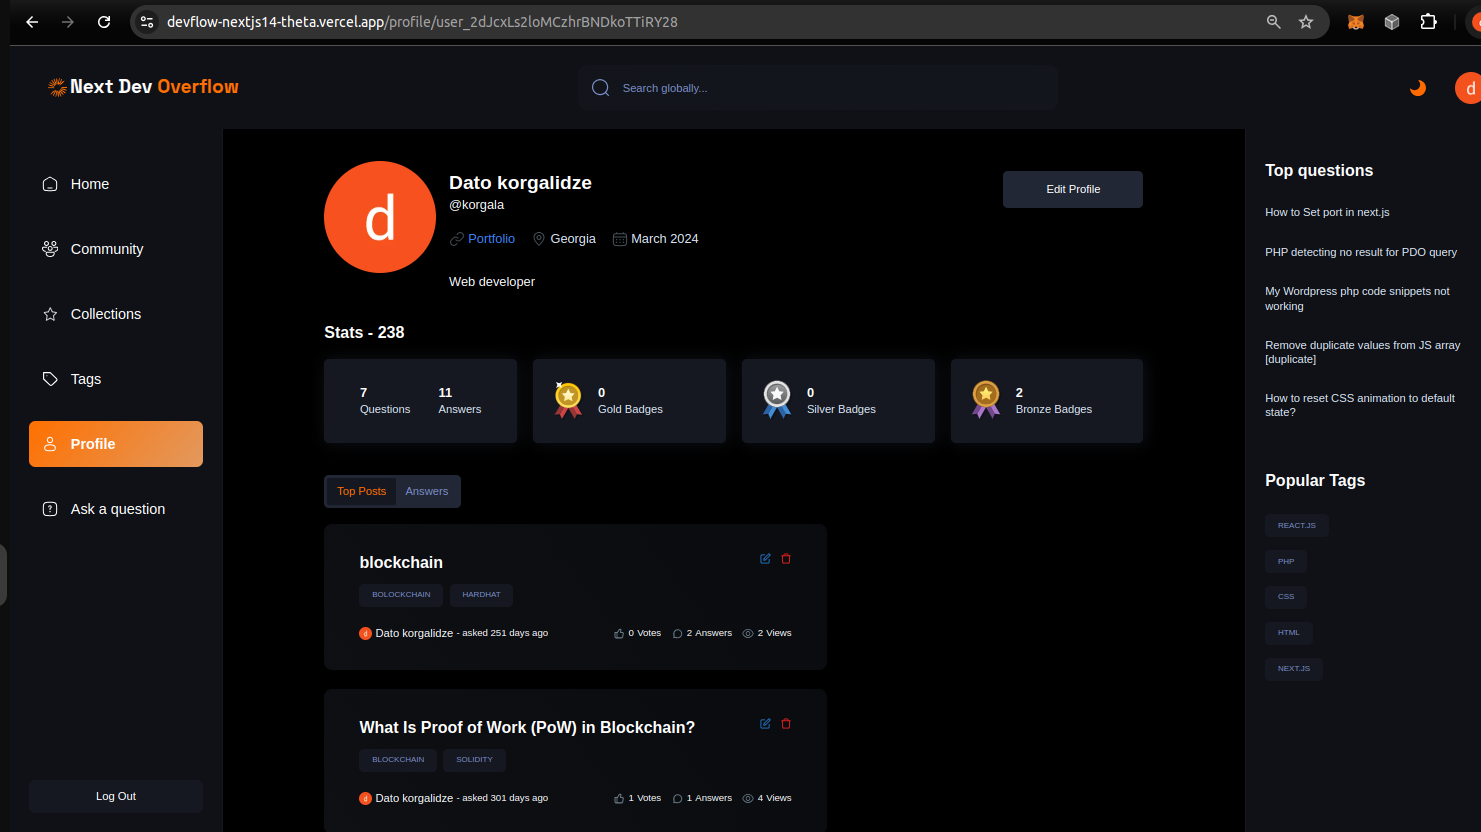 devflow-nextjs14-theta.vercel.app/profile/user_2dJcxLs2loMCzhrBNDkoTTiRY28
Next Dev Overflow
Search globally...
d
Home
Community
Collections
Tags
Profile
Ask a question
Log Out
d
Dato korgalidze
@korgala
Edit Profile
Portfolio Georgia March 2024
Web developer
Stats - 238
7 11
Questions Answers
0
Gold Badges
0
Silver Badges
2
Bronze Badges
Top Posts Answers
blockchain
BOLOCKCHAIN HARDHAT
d Dato korgalidze - asked 251 days ago 0 Votes 2 Answers 2 Views
What Is Proof of Work (PoW) in Blockchain?
BLOCKCHAIN SOLIDITY
d Dato korgalidze - asked 301 days ago 1 Votes 1 Answers 4 Views
Top questions
How to Set port in next.js
PHP detecting no result for PDO query
My Wordpress php code snippets not
working
Remove duplicate values from JS array
[duplicate]
How to reset CSS animation to default
state?
Popular Tags
REACT.JS
PHP
CSS
HTML
NEXT.JS